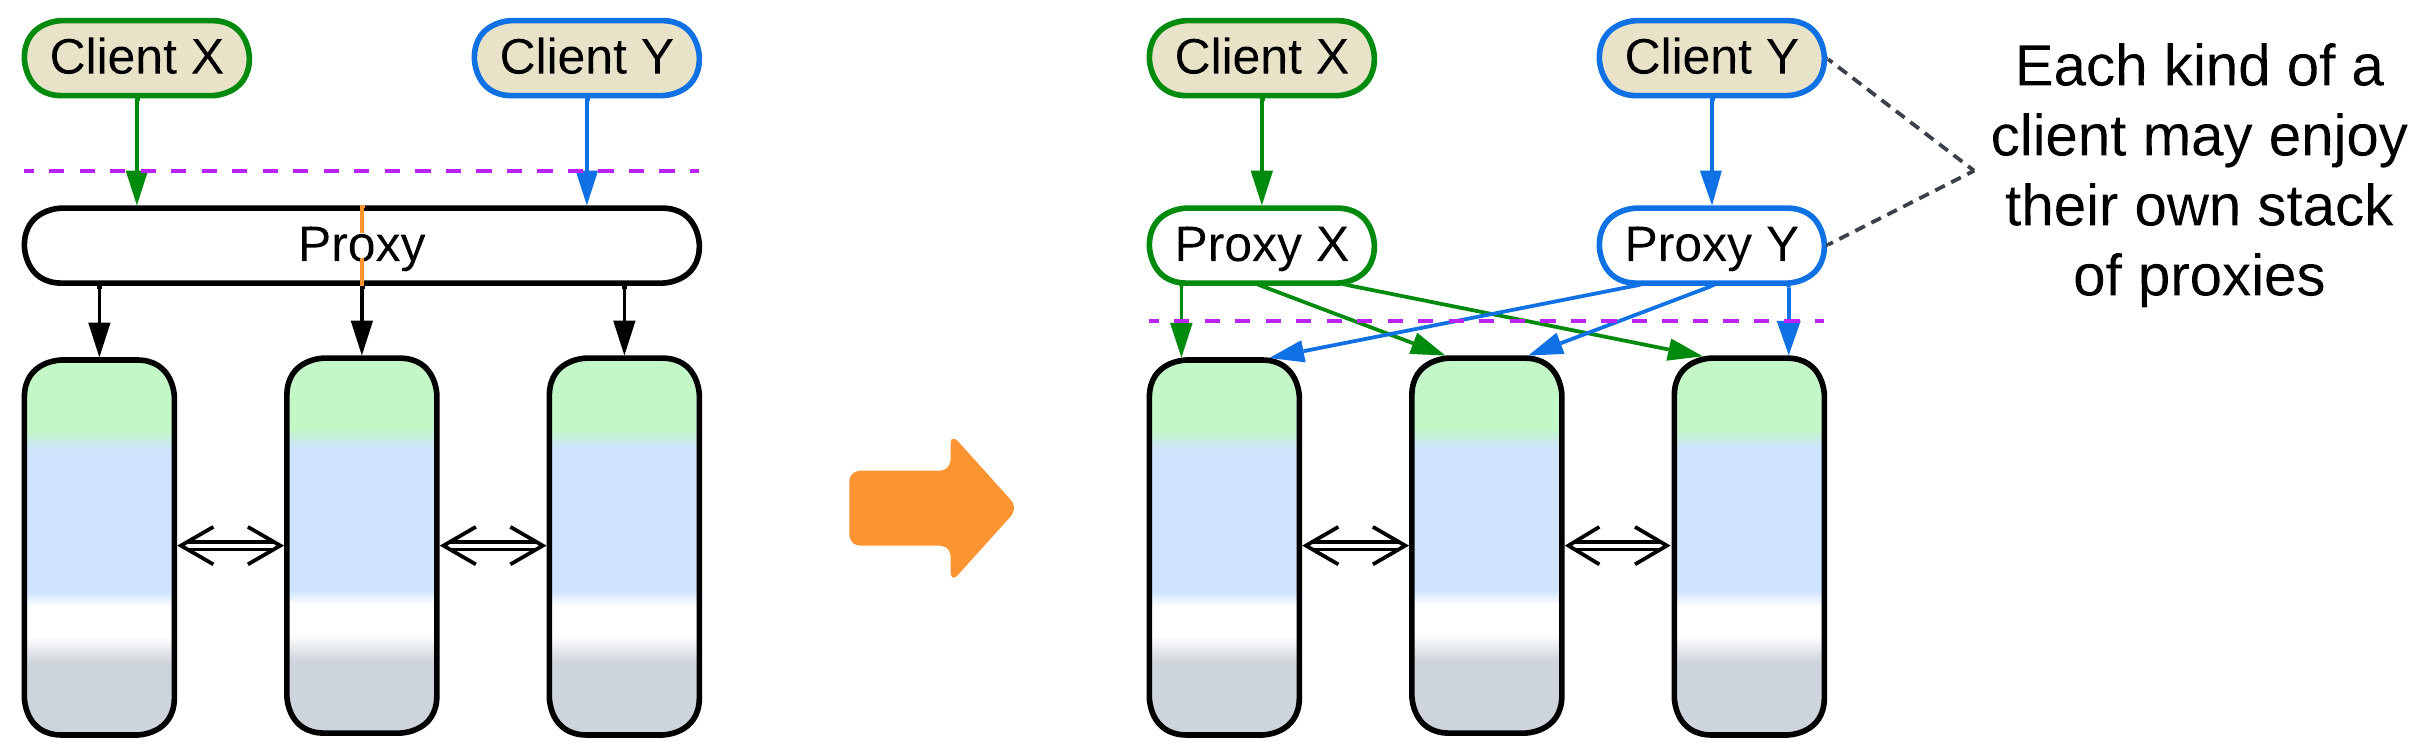 Client X
Client Y
Proxy
Client X
Client Y
Proxy X
Proxy Y
Each kind of a
client may enjoy
their own stack
of proxies